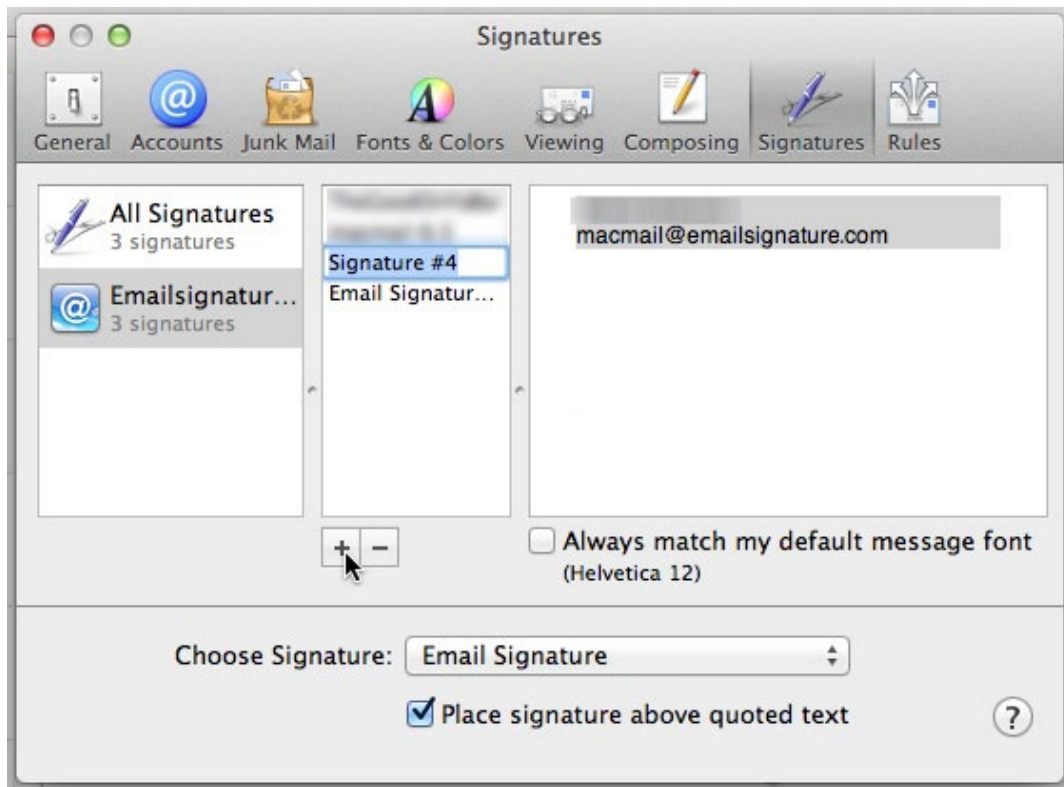 Signatures
General Accounts Junk Mail Fonts & Colors Viewing Composing Signatures Rules
All Signatures
3 signatures
Emailsignatur...
3 signatures
Signature #4
Email Signatur...
macmail@emailsignature.com
+ −
Always match my default message font
(Helvetica 12)
Choose Signature: Email Signature
Place signature above quoted text
?